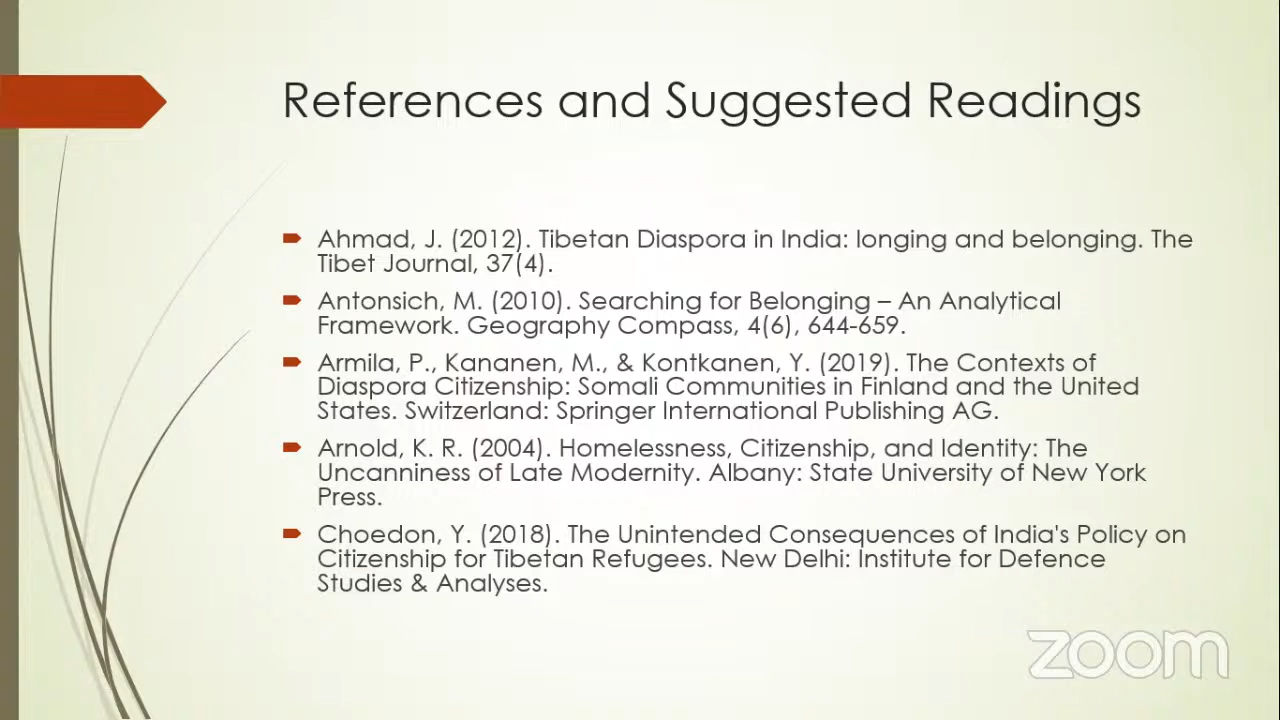 References and Suggested Readings
Ahmad, J. (2012). Tibetan Diaspora in India: longing and belonging. The
Tibet Journal, 37(4).
Antonsich, M. (2010). Searching for Belonging – An Analytical
Framework. Geography Compass, 4(6), 644-659.
Armila, P., Kananen, M., & Kontkanen, Y. (2019). The Contexts of
Diaspora Citizenship: Somali Communities in Finland and the United
States. Switzerland: Springer International Publishing AG.
Arnold, K. R. (2004). Homelessness, Citizenship, and Identity: The
Uncanniness of Late Modernity. Albany: State University of New York
Press.
Choedon, Y. (2018). The Unintended Consequences of India's Policy on
Citizenship for Tibetan Refugees. New Delhi: Institute for Defence
Studies & Analyses.
zoom